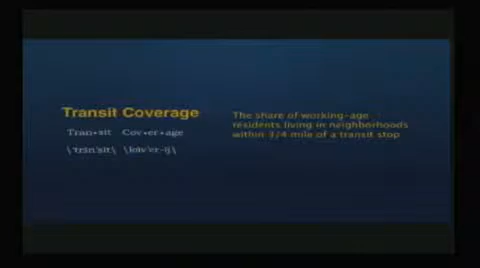 Transit Coverage
Tran•sit Cov•er•age
The share of working-age
residents living in neighborhoods
within 3/4 mile of a transit stop